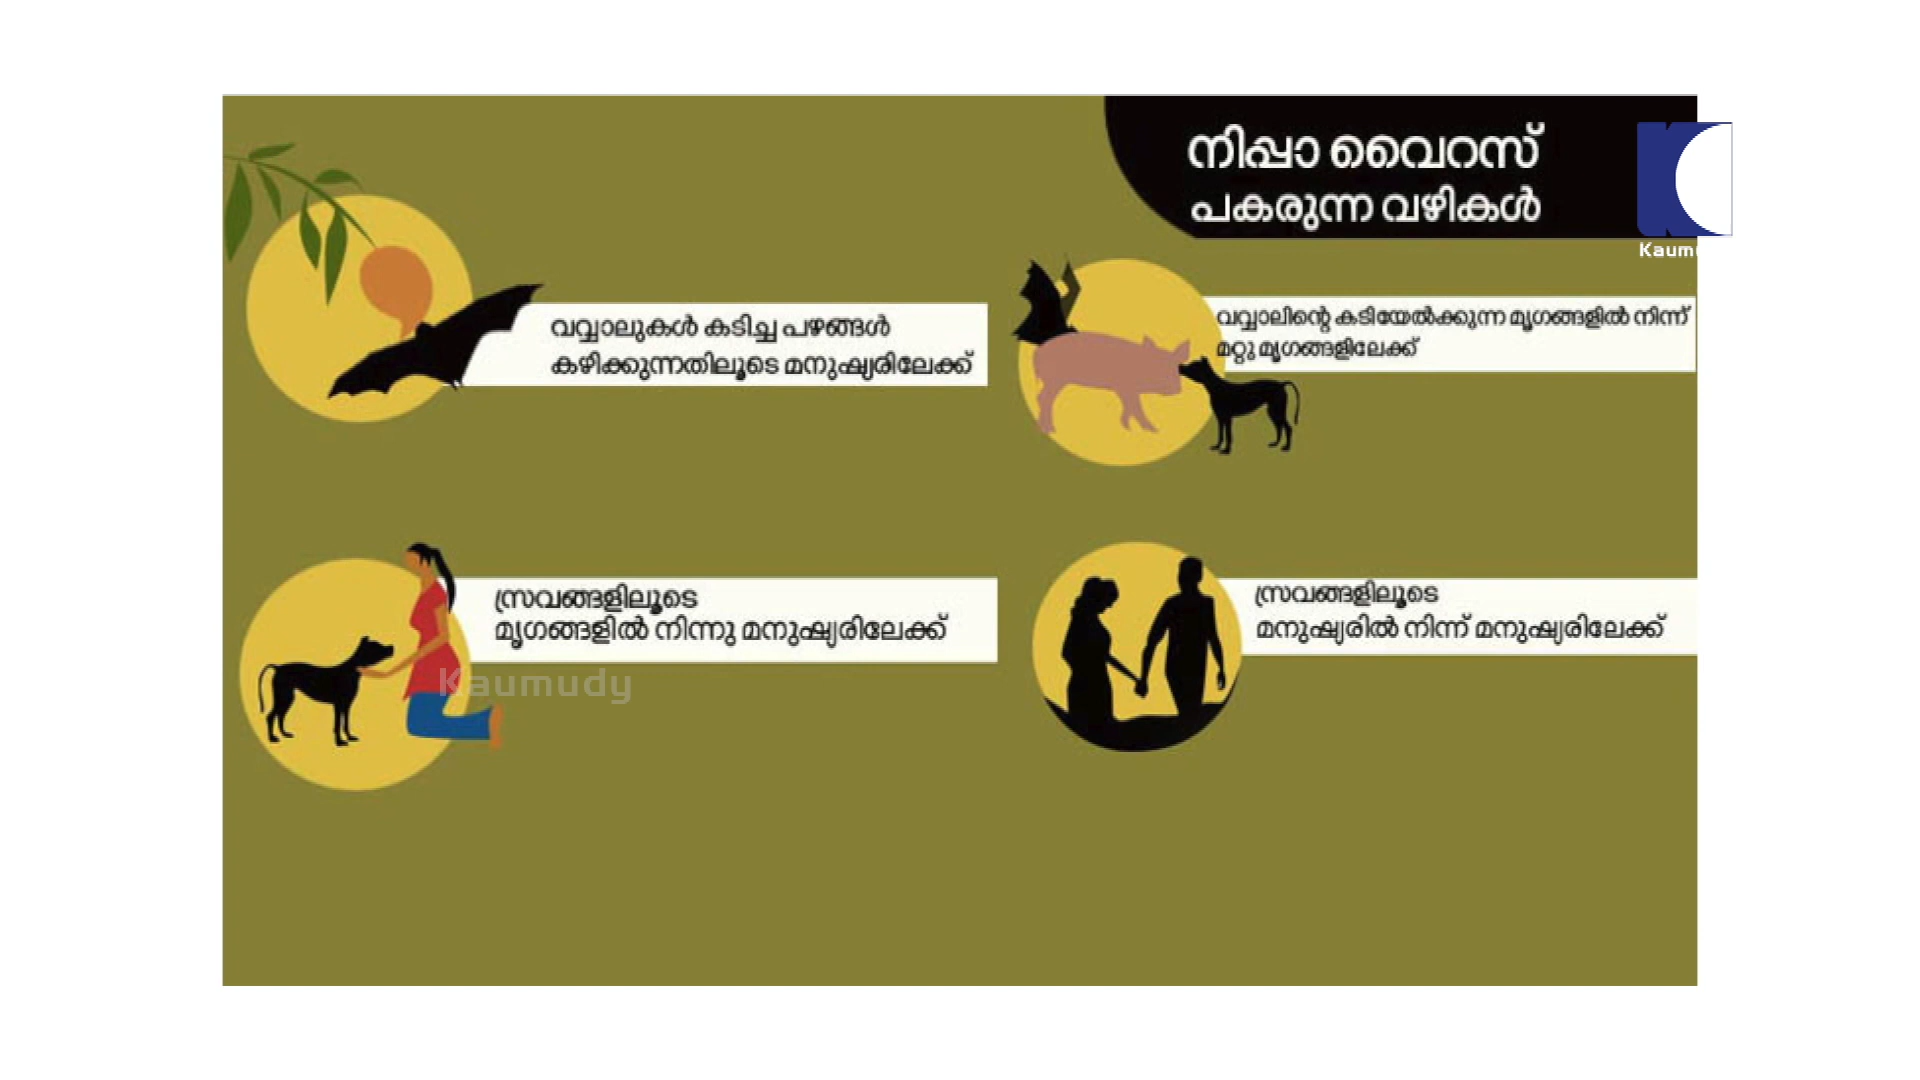 നിപ്പാ വൈറസ്
പകരുന്ന വഴികൾ
Kaumu
വവ്വാലുകൾ കടിച്ച പഴങ്ങൾ
കഴിക്കുന്നതിലൂടെ മനുഷ്യരിലേക്ക്
വവ്വാലിന്റെ കടിയേൽക്കുന്ന മൃഗങ്ങളിൽ നിന്ന്
മറ്റു മൃഗങ്ങളിലേക്ക്
സ്രവങ്ങളിലൂടെ
മൃഗങ്ങളിൽ നിന്നു മനുഷ്യരിലേക്ക്
Kaumudy
സ്രവങ്ങളിലൂടെ
മനുഷ്യരിൽ നിന്ന് മനുഷ്യരിലേക്ക്